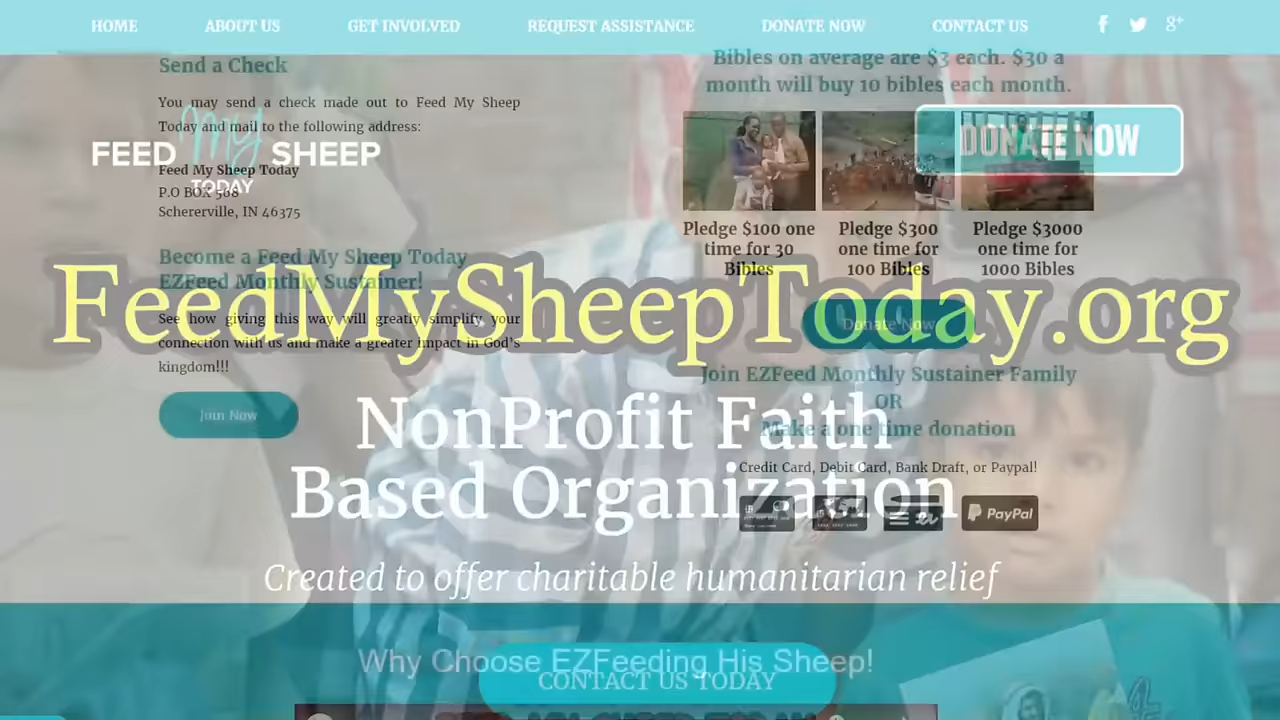 HOME ABOUT US GET INVOLVED REQUEST ASSISTANCE DONATE NOW CONTACT US
Send a Check
You may send a check made out to Feed My Sheep
Today and mail to the following address:
FEED My SHEEP
TODAY
Feed My Sheep Today
P.O BOX 568
Schererville, IN 46375
Become a Feed My Sheep Today
EZFeed Monthly Sustainer!
See how giving this way will greatly simplify your
connection with us and make a greater impact in God's
kingdom!!!
Join Now
Bibles on average are $3 each. $30 a
month will buy 10 bibles each month.
DONATE NOW
Pledge $100 one
time for 30
Bibles
Pledge $300
one time for
100 Bibles
Pledge $3000
one time for
1000 Bibles
Donate Now
FeedMySheepToday.org
Join EZFeed Monthly Sustainer Family
OR
Make a one time donation
Credit Card, Debit Card, Bank Draft, or Paypal!
PayPal
NonProfit Faith
Based Organization
Created to offer charitable humanitarian relief
Why Choose EZFeeding His Sheep!
CONTACT US TODAY